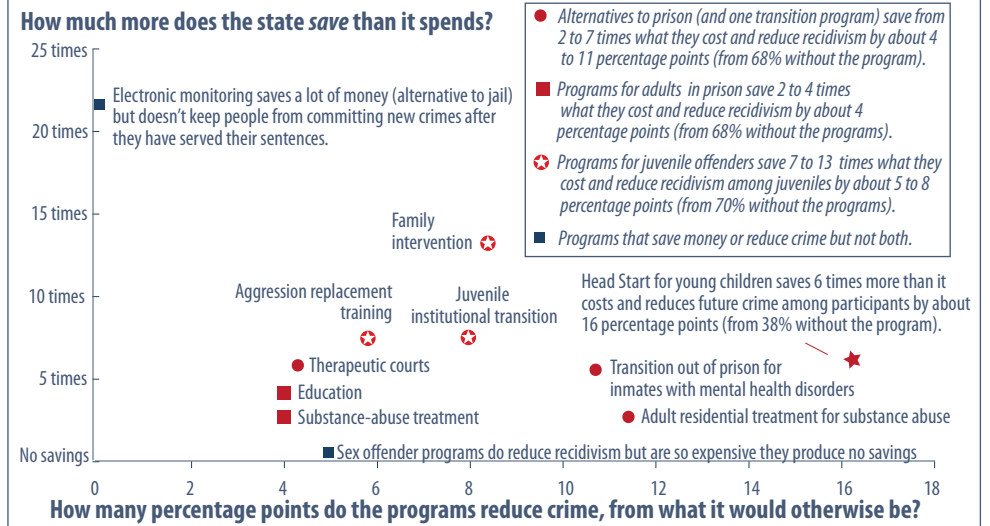 How much more does the state save than it spends?
25 times
20 times
15 times
10 times
5 times
No savings
Electronic monitoring saves a lot of money (alternative to jail)
but doesn't keep people from committing new crimes after
they have served their sentences.
Alternatives to prison (and one transition program) save from
2 to 7 times what they cost and reduce recidivism by about 4
to 11 percentage points (from 68% without the program).
Programs for adults in prison save 2 to 4 times
what they cost and reduce recidivism by about 4
percentage points (from 68% without the programs).
Programs for juvenile offenders save 7 to 13 times what they
cost and reduce recidivism among juveniles by about 5 to 8
percentage points (from 70% without the programs).
Programs that save money or reduce crime but not both.
Family
intervention
Aggression replacement
training
Juvenile
institutional transition
Head Start for young children saves 6 times more than it
costs and reduces future crime among participants by about
16 percentage points (from 38% without the program).
Therapeutic courts
Education
Substance-abuse treatment
Transition out of prison for
inmates with mental health disorders
Adult residential treatment for substance abuse
Sex offender programs do reduce recidivism but are so expensive they produce no savings
0 2 4 6 8 10 12 14 16 18
How many percentage points do the programs reduce crime, from what it would otherwise be?